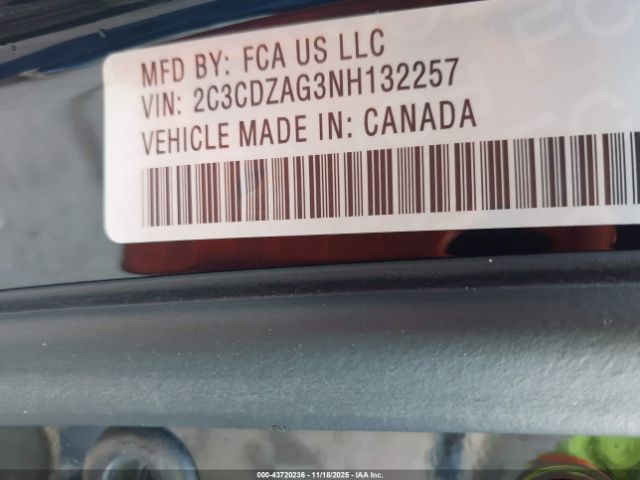 MFD BY: FCA US LLC
VIN: 2C3CDZAG3NH132257
VEHICLE MADE IN: CANADA
000-43720236 - 11/18/2025 - IAA Inc.